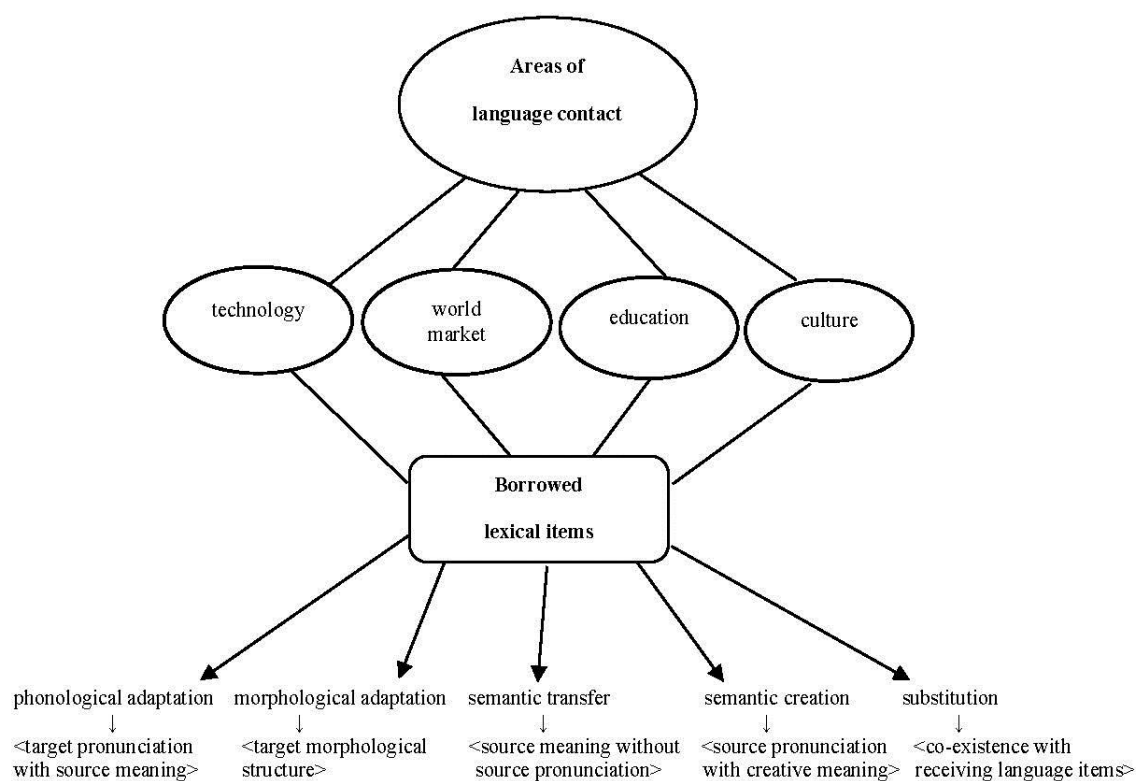 Areas of
language contact
technology
world
market
education
culture
Borrowed
lexical items
phonological adaptation
↓
<target pronunciation
with source meaning>
morphological adaptation
↓
<target morphological
structure>
semantic transfer
↓
<source meaning without
source pronunciation>
semantic creation
↓
<source pronunciation
with creative meaning>
substitution
↓
<co-existence with
receiving language items>